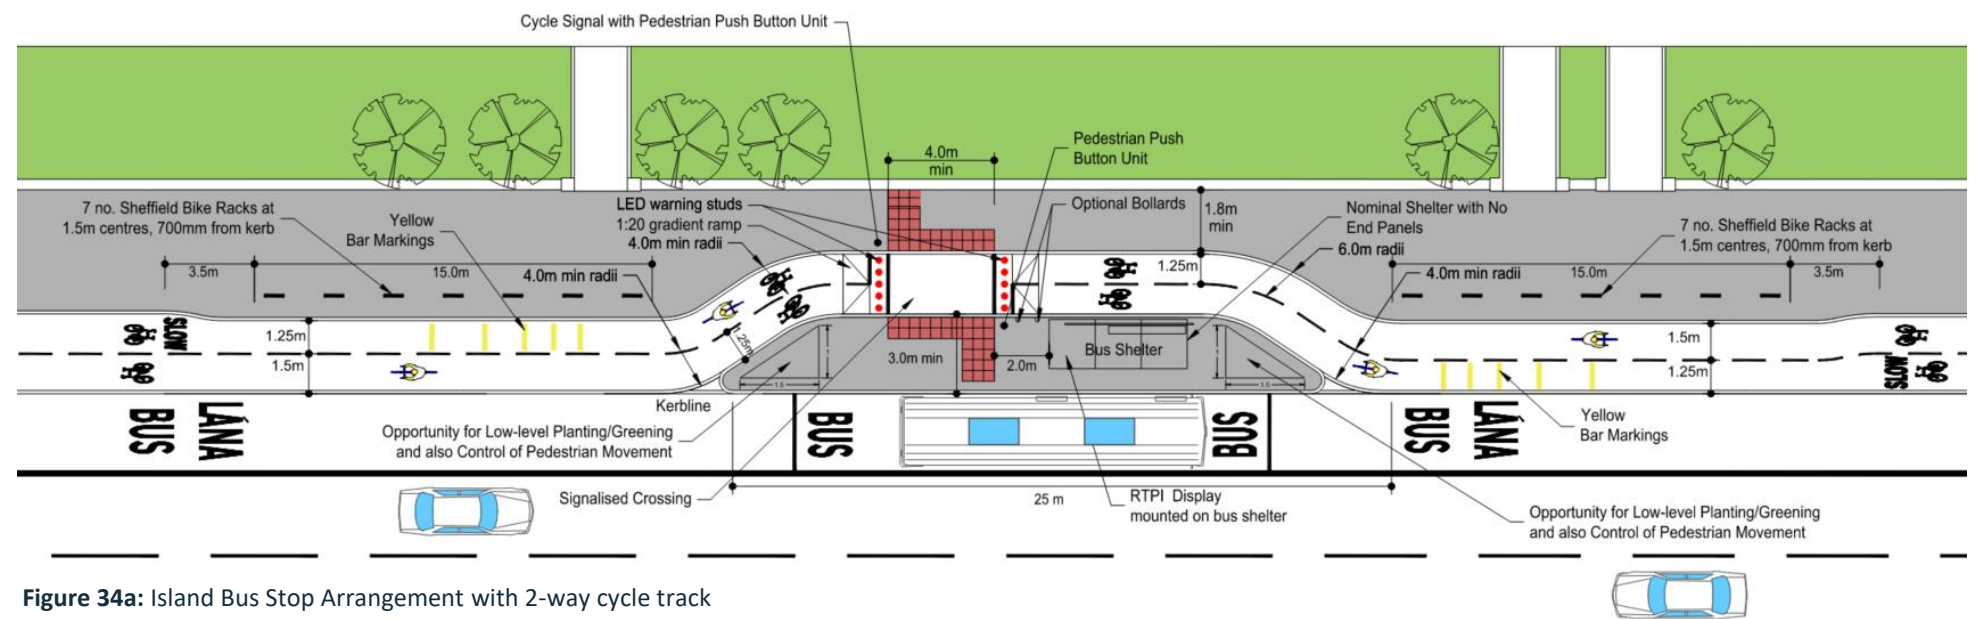 Cycle Signal with Pedestrian Push Button Unit
Pedestrian Push
Button Unit
4.0m
min
7 no. Sheffield Bike Racks at
1.5m centres, 700mm from kerb
Yellow
Bar Markings
LED warning studs
1:20 gradient ramp
4.0m min radii
Optional Bollards
1.8m
min
Nominal Shelter with No
End Panels
6.0m radii
7 no. Sheffield Bike Racks at
1.5m centres, 700mm from kerb
3.5m
15.0m
4.0m min radii
1.25m
4.0m min radii
15.0m
3.5m
SLOW
1.25m
1.5m
1.25m
3.0m min
2.0m
Bus Shelter
1.5m
1.25m
SLOW
1.5
1.5
Kerbline
BUS
LÁNA
BUS
BUS
BUS
LÁNA
Yellow
Bar Markings
Opportunity for Low-level Planting/Greening
and also Control of Pedestrian Movement
Signalised Crossing
25 m
RTPI Display
mounted on bus shelter
Opportunity for Low-level Planting/Greening
and also Control of Pedestrian Movement
Figure 34a: Island Bus Stop Arrangement with 2-way cycle track